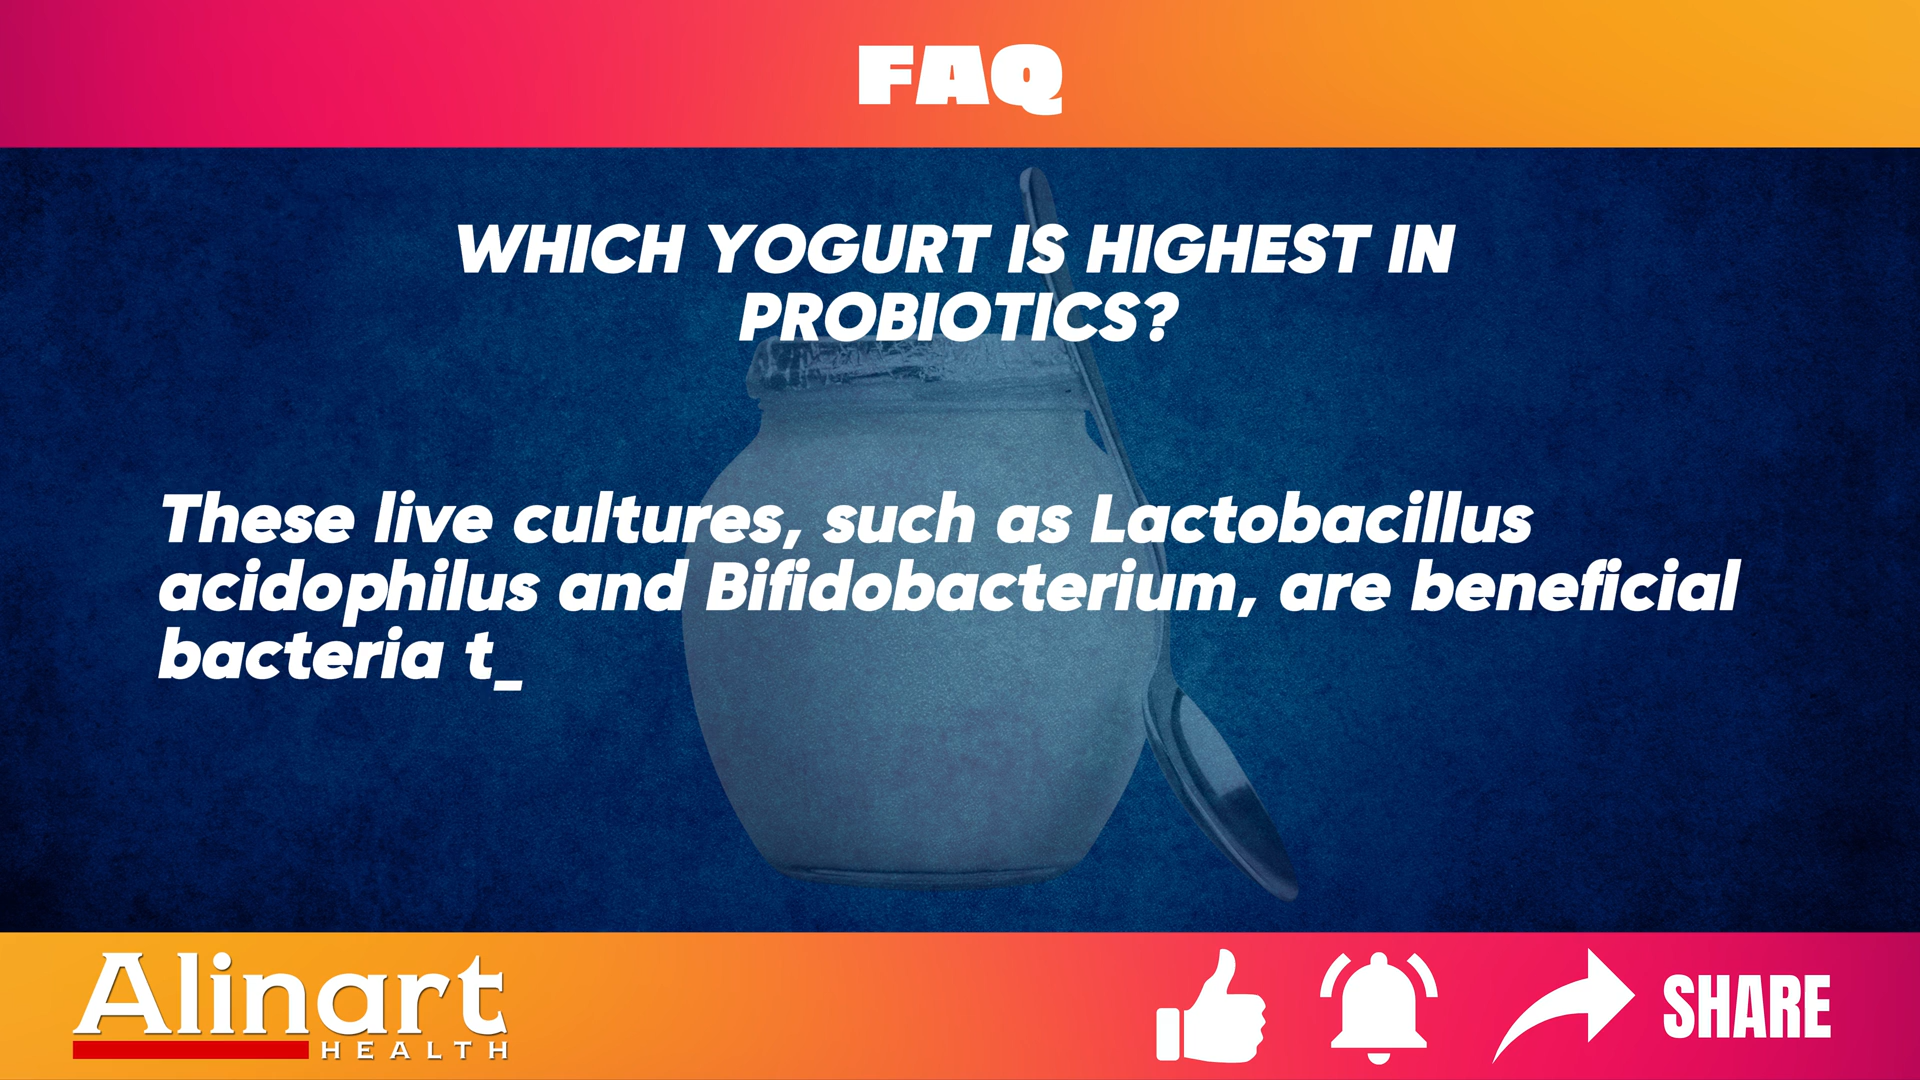 FAQ
WHICH YOGURT IS HIGHEST IN
PROBIOTICS?
These live cultures, such as Lactobacillus
acidophilus and Bifidobacterium, are beneficial
bacteria t_
Alinart
HEALTH
SHARE